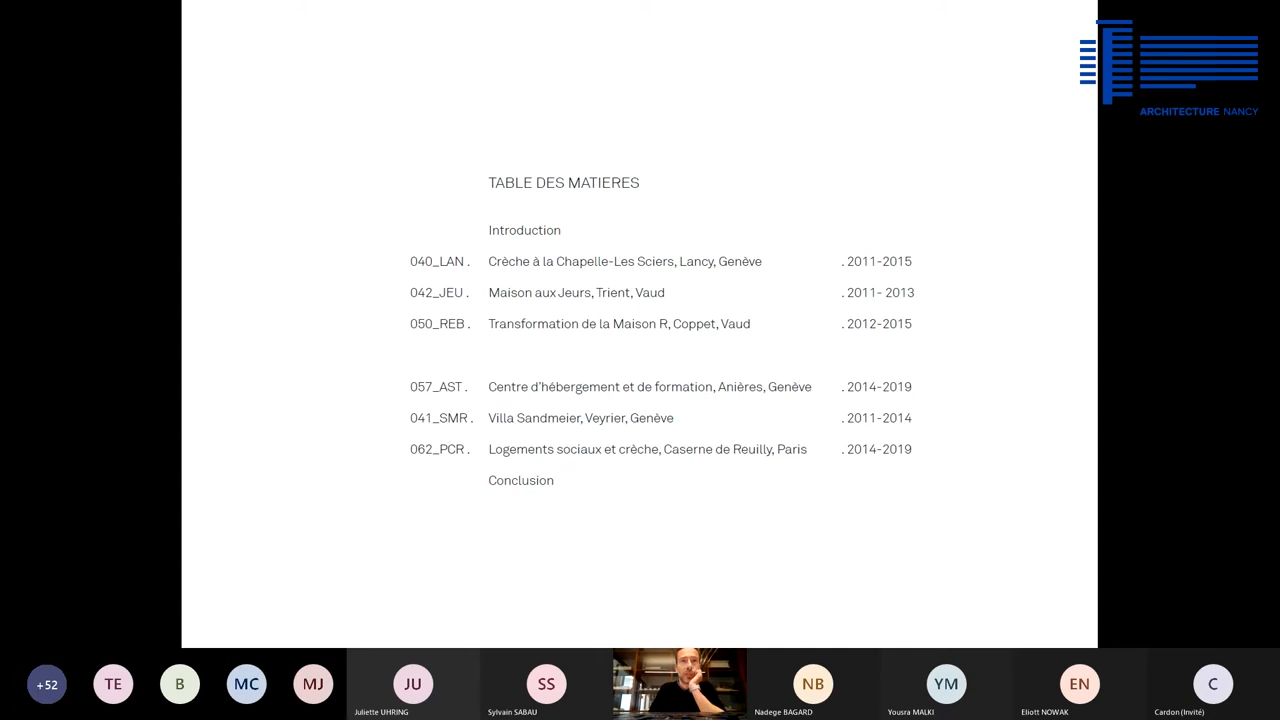 ARCHITECTURE NANCY
TABLE DES MATIERES
Introduction
040_LAN . Crèche à la Chapelle-Les Sciers, Lancy, Genève . 2011-2015
042_JEU . Maison aux Jeurs, Trient, Vaud . 2011- 2013
050_REB . Transformation de la Maison R, Coppet, Vaud . 2012-2015
057_AST . Centre d'hébergement et de formation, Anières, Genève . 2014-2019
041_SMR . Villa Sandmeier, Veyrier, Genève . 2011-2014
062_PCR . Logements sociaux et crèche, Caserne de Reuilly, Paris . 2014-2019
Conclusion
+52 TE B MC MJ JU SS NB YM EN C
Juliette UHRING Sylvain SABAU Nadege BAGARD Yousra MALKI Eliott NOWAK Cardon (Invité)